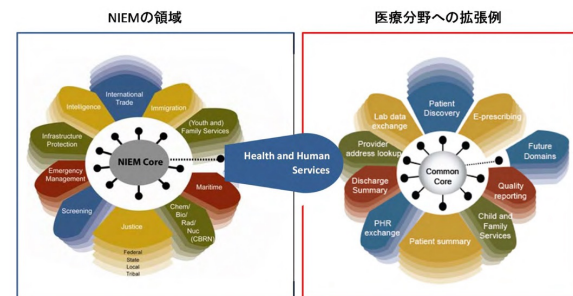 NIEMの領域
International
Trade
Intelligence
Immigration
Infrastructure
Protection
(Youth and)
Family Services
NIEM Core
Emergency
Management
Maritime
Screening
Chem/
Bio/
Rad/
Nuc
(CBRN)
Justice
Federal
State
Local
Tribal
Health and Human
Services
医療分野への拡張例
Patient
Discovery
Lab data
exchange
E-prescribing
Provider
address lookup
Future
Domains
Common
Core
Discharge
Summary
Quality
reporting
PHR
exchange
Child and
Family
Services
Patient summary